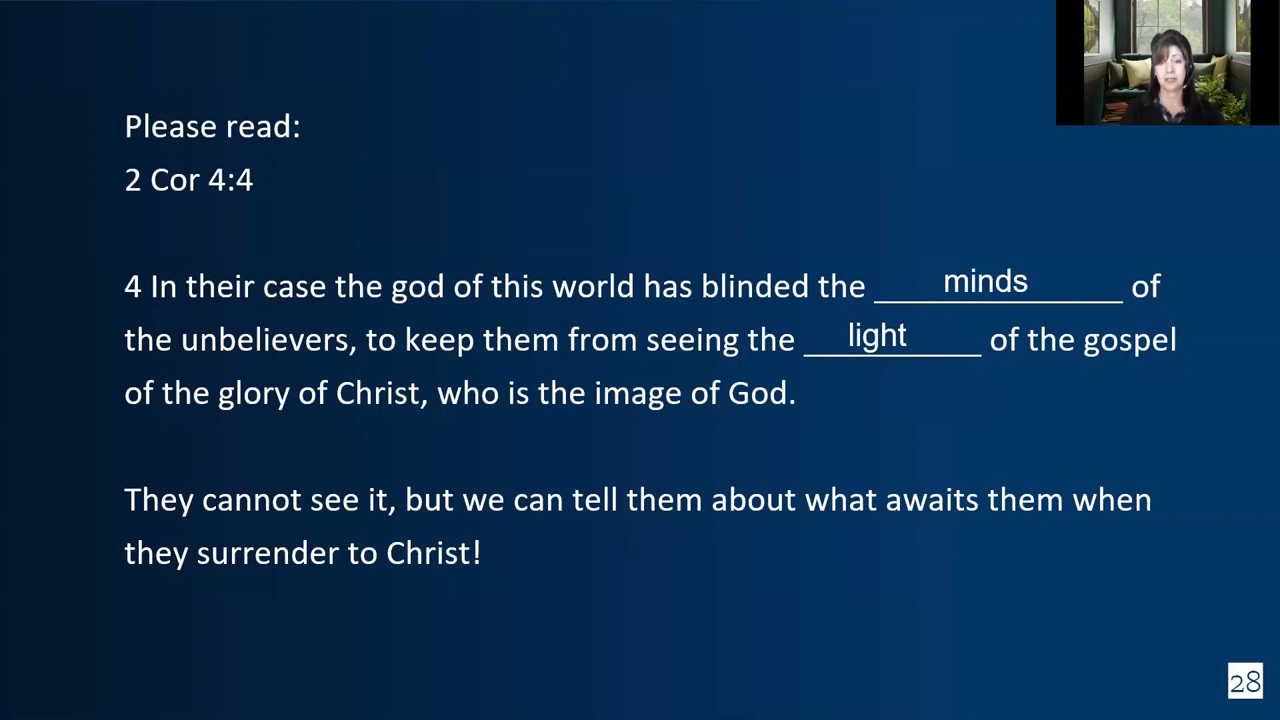 Please read:
2 Cor 4:4
4 In their case the god of this world has blinded the minds of
the unbelievers, to keep them from seeing the light of the gospel
of the glory of Christ, who is the image of God.
They cannot see it, but we can tell them about what awaits them when
they surrender to Christ!
28